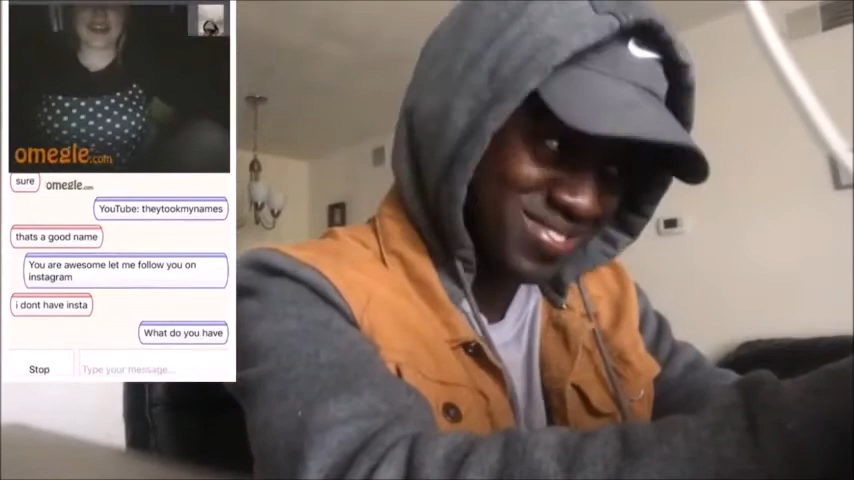 omegle.com
sure
omegle.com
YouTube: theytookmynames
thats a good name
You are awesome let me follow you on
instagram
i dont have insta
What do you have
Stop
Type your message...